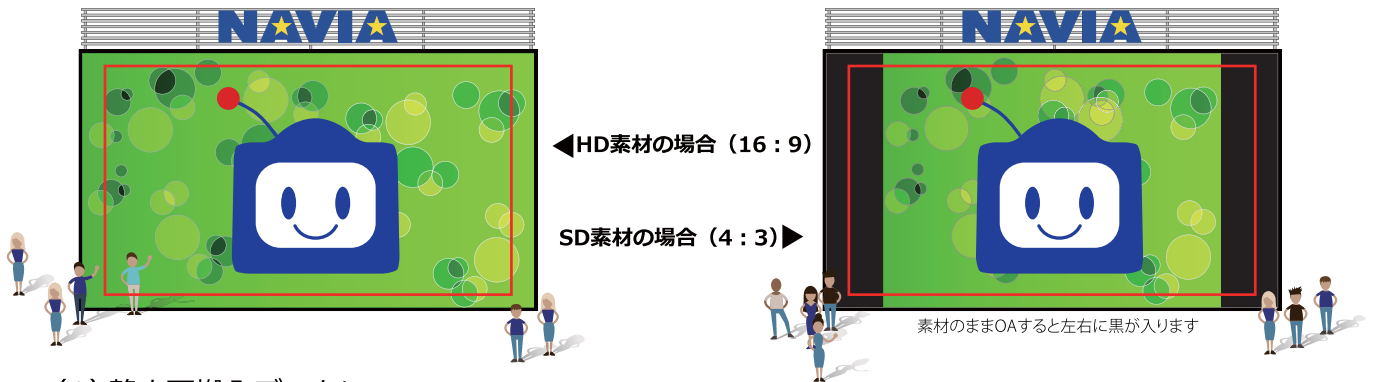 NAVIA
NAVIA
◀HD素材の場合（16：9）
SD素材の場合（4：3）▶
素材のままOAすると左右に黒が入ります